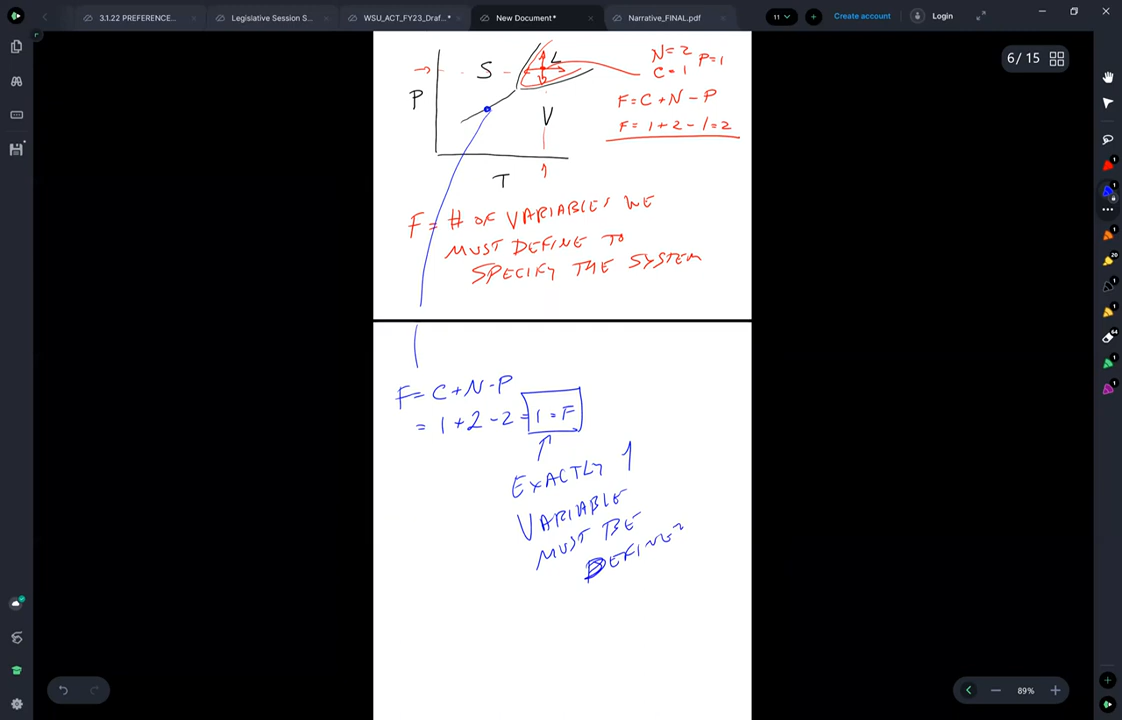 3.1.22 PREFERENCE...
Legislative Session S...
WSU_ACT_FY23_Draf...*
New Document*
Narrative_FINAL.pdf
11
Create account
Login
6 / 15
P
S
L
V
T
N=2
C=1
P=1
F=C+N-P
F=1+2-1=2
F= # OF VARIABLES WE
MUST DEFINE TO
SPECIFY THE SYSTEM
F= C+N-P
= 1+2-2=
1=F
EXACTLY 1
VARIABLE
MUST BE
DEFINED
89%